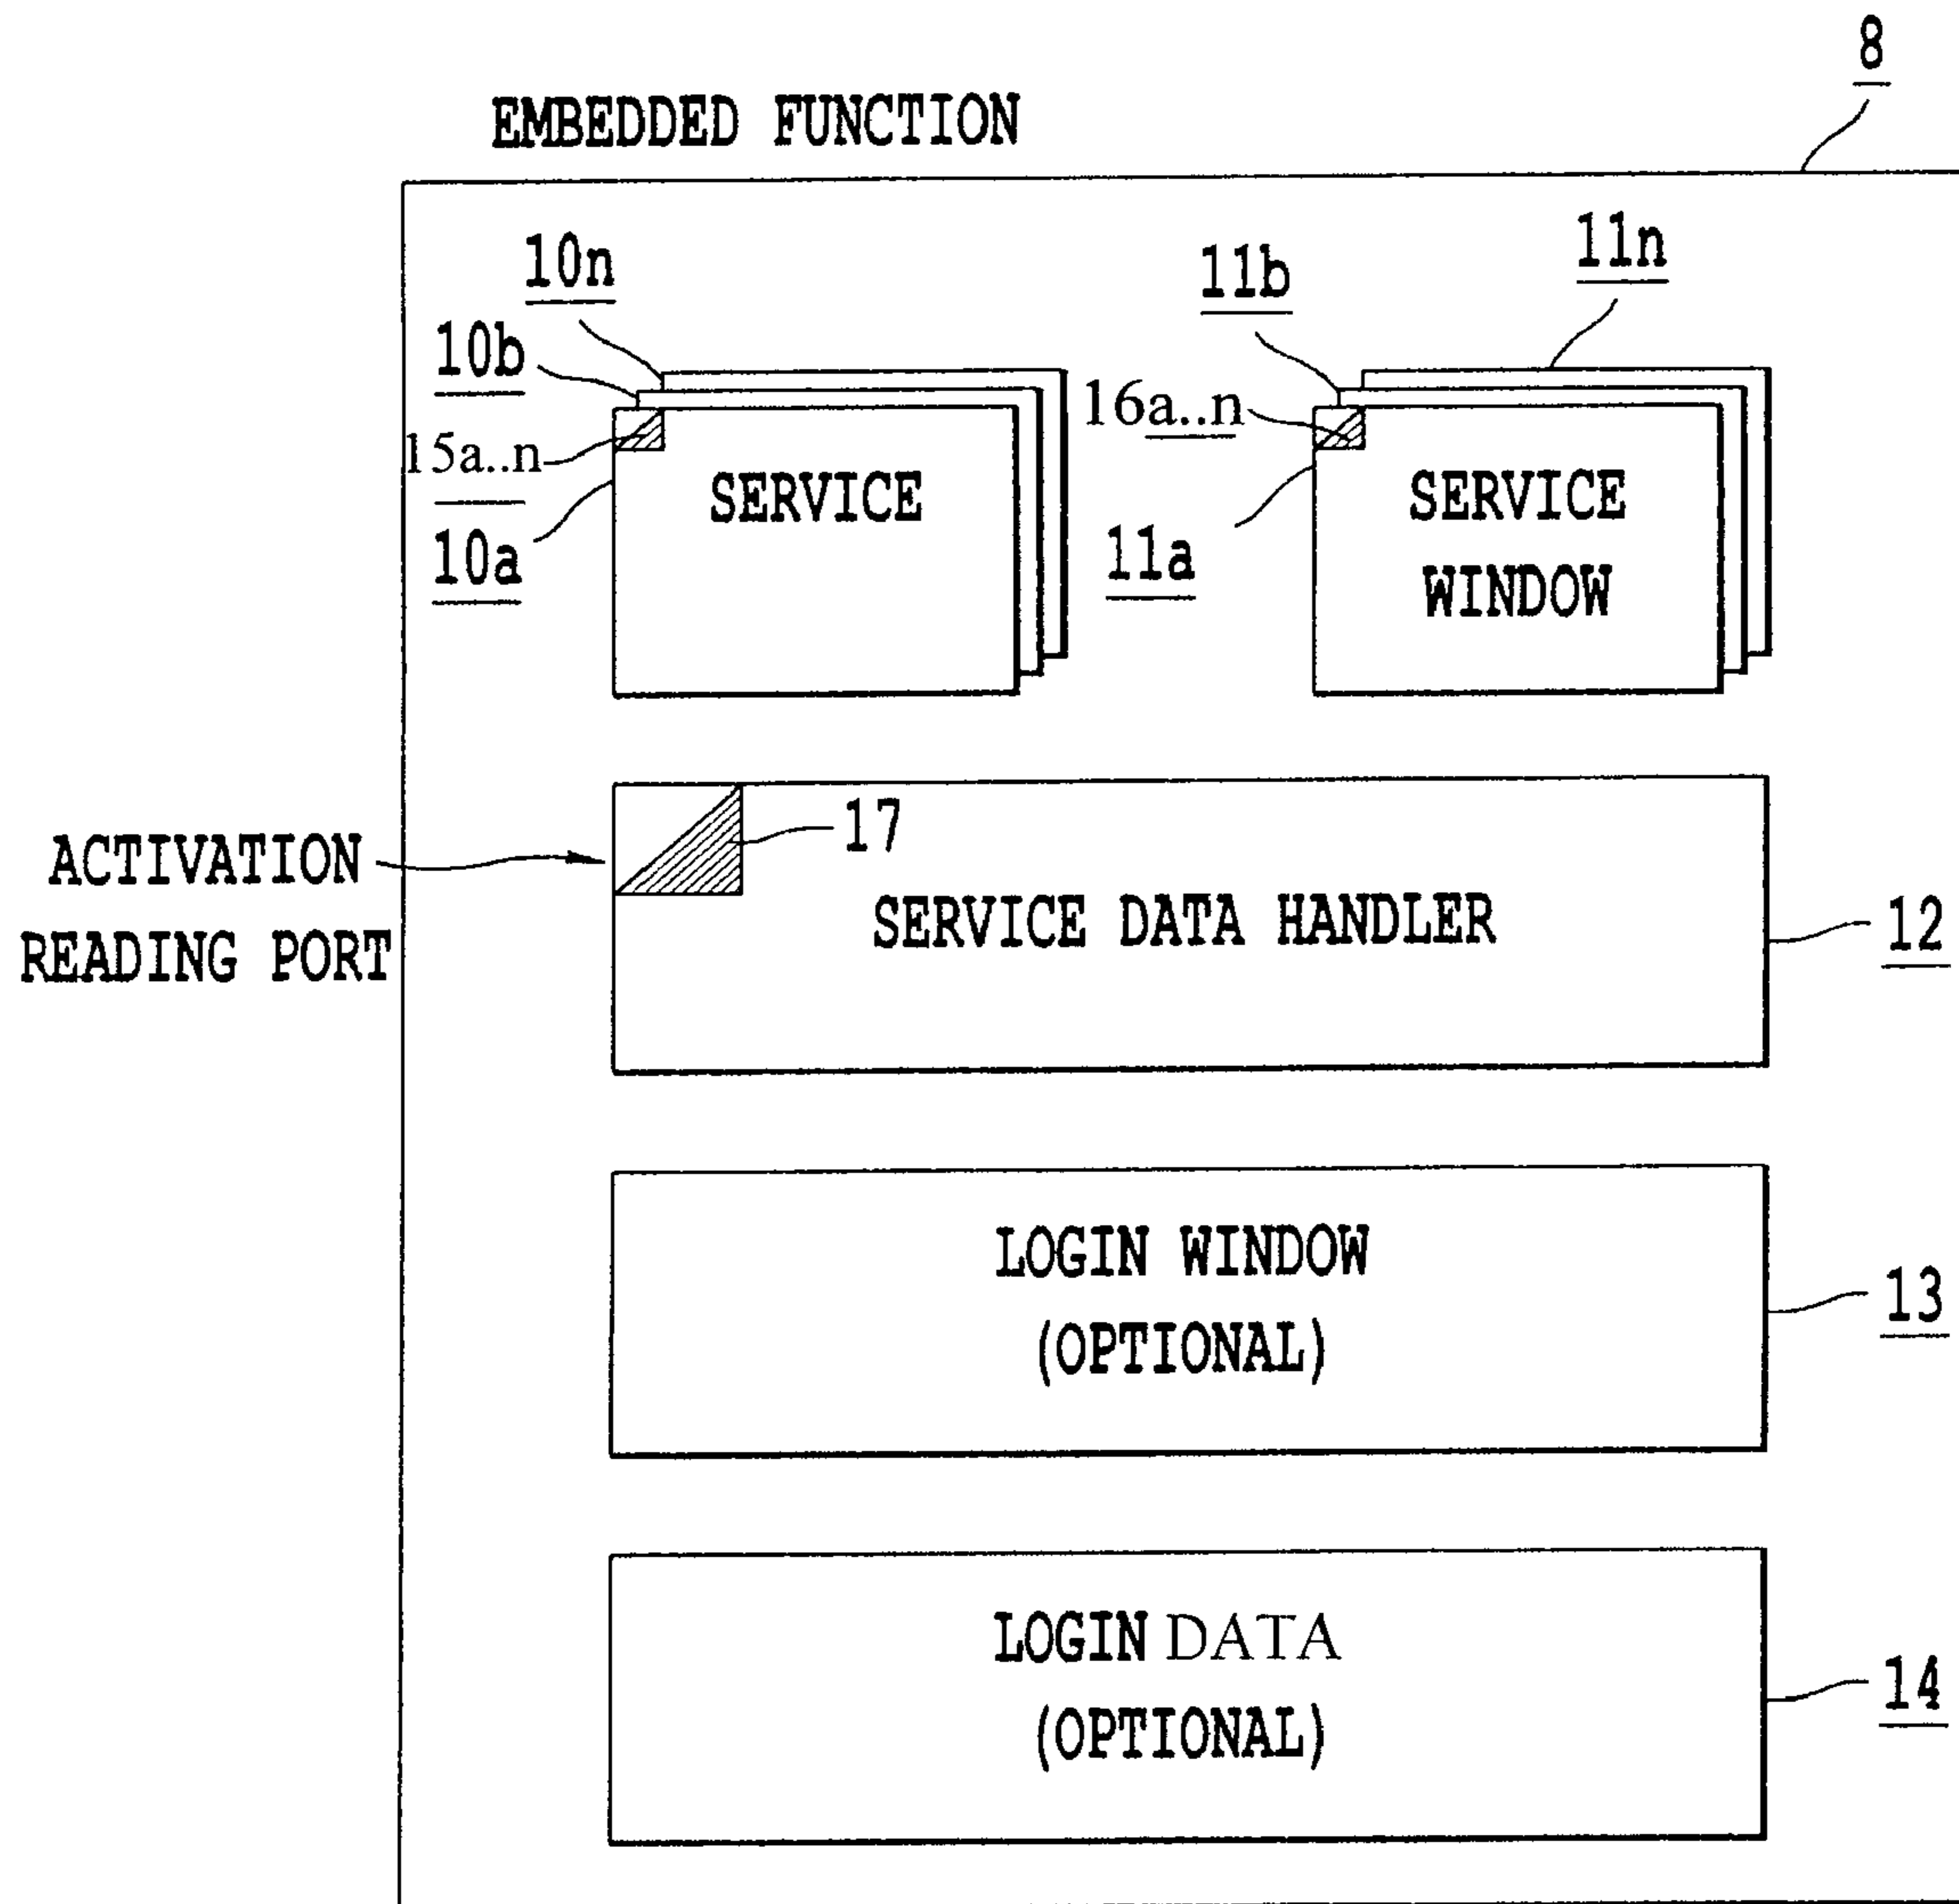 8
EMBEDDED FUNCTION
10n
11b
11n
10b
16a..n
15a..n
SERVICE
SERVICE
WINDOW
10a
11a
17
ACTIVATION
READING PORT
SERVICE DATA HANDLER
12
LOGIN WINDOW
(OPTIONAL)
13
LOGIN DATA
(OPTIONAL)
14